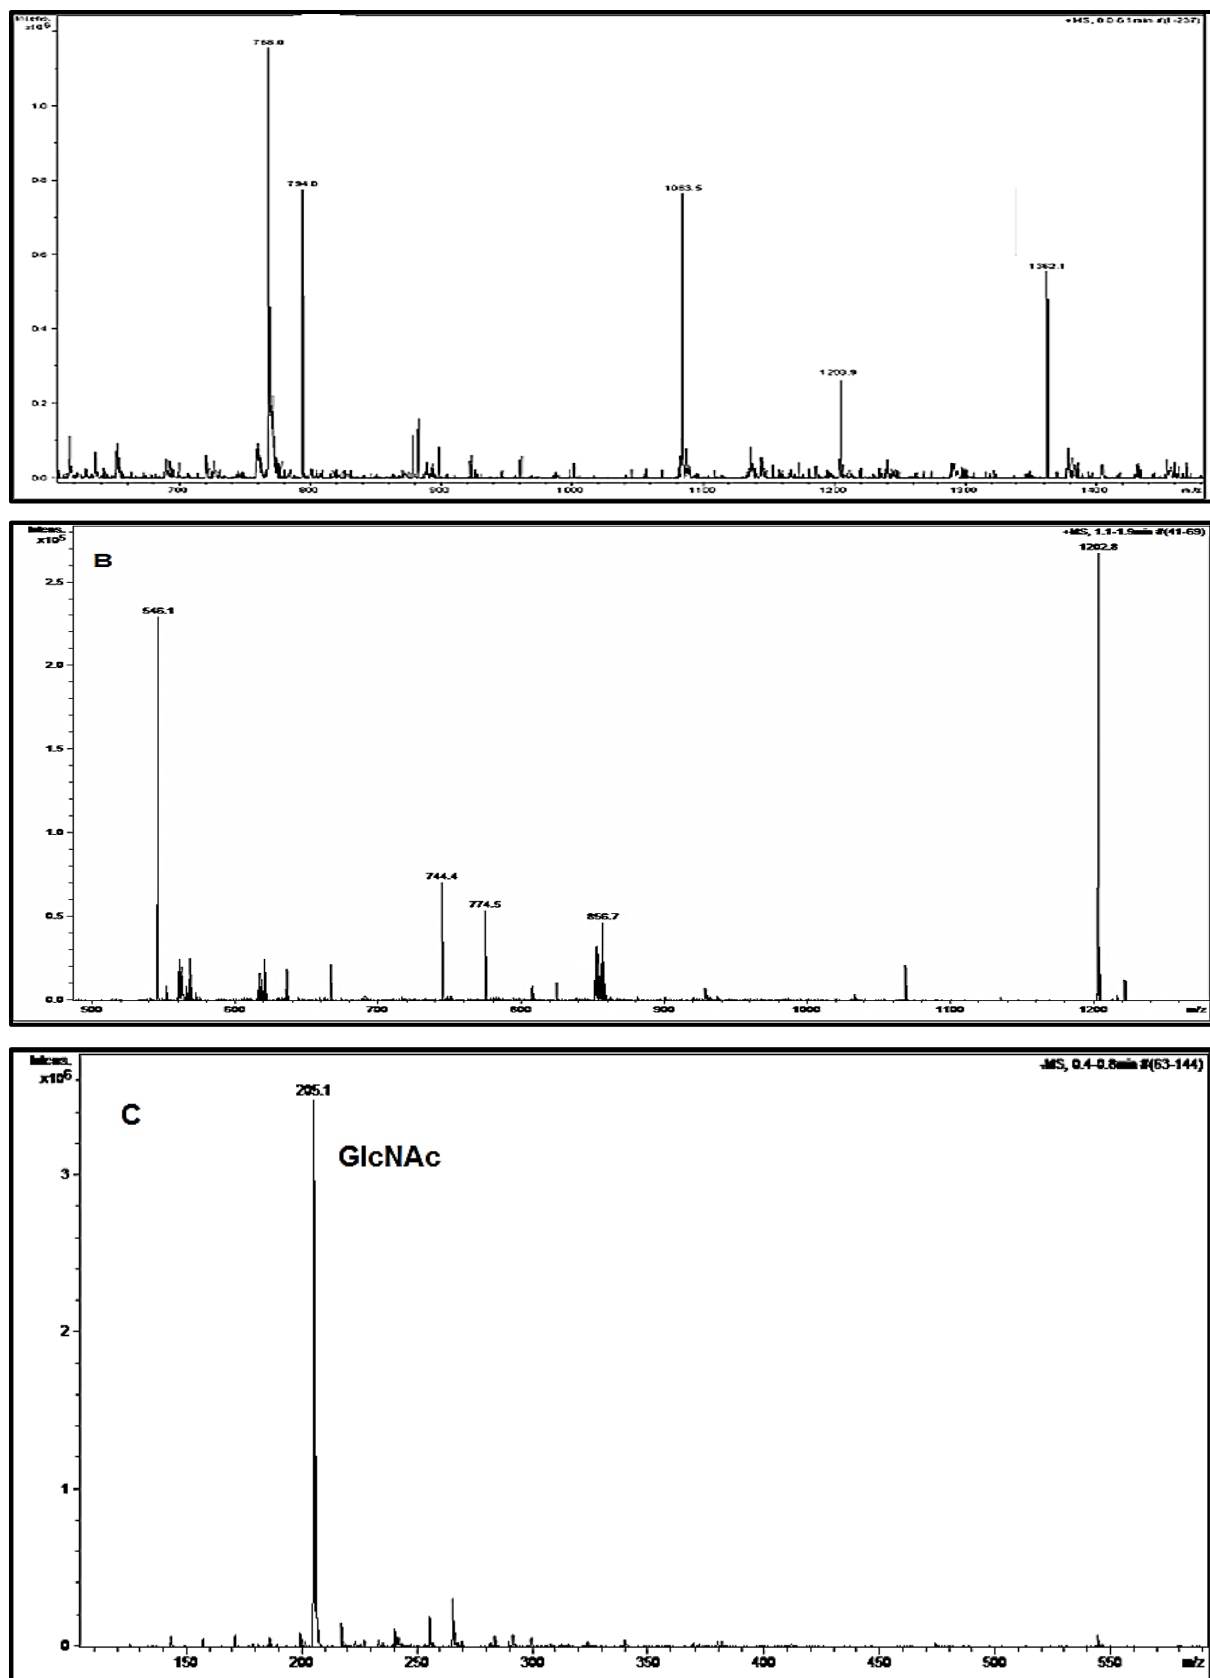 Intens.
x10⁶
+MS, 0.0-5.1min #(1-237)
768.0
1.0
0.8
794.0
1083.5
0.6
1362.1
0.4
1203.9
0.2
0.0
700 800 900 1000 1100 1200 1300 1400 m/z
Intens.
x10⁵
+MS, 1.1-1.9min #(41-69)
B
1202.8
2.5
546.1
2.0
1.5
1.0
744.4
774.5
856.7
0.5
0.0
500 600 700 800 900 1000 1100 1200 m/z
Intens.
x10⁶
MS, 0.4-0.8min #(63-144)
C
205.1
GlcNAc
3
2
1
0
150 200 250 300 350 400 450 500 550 m/z